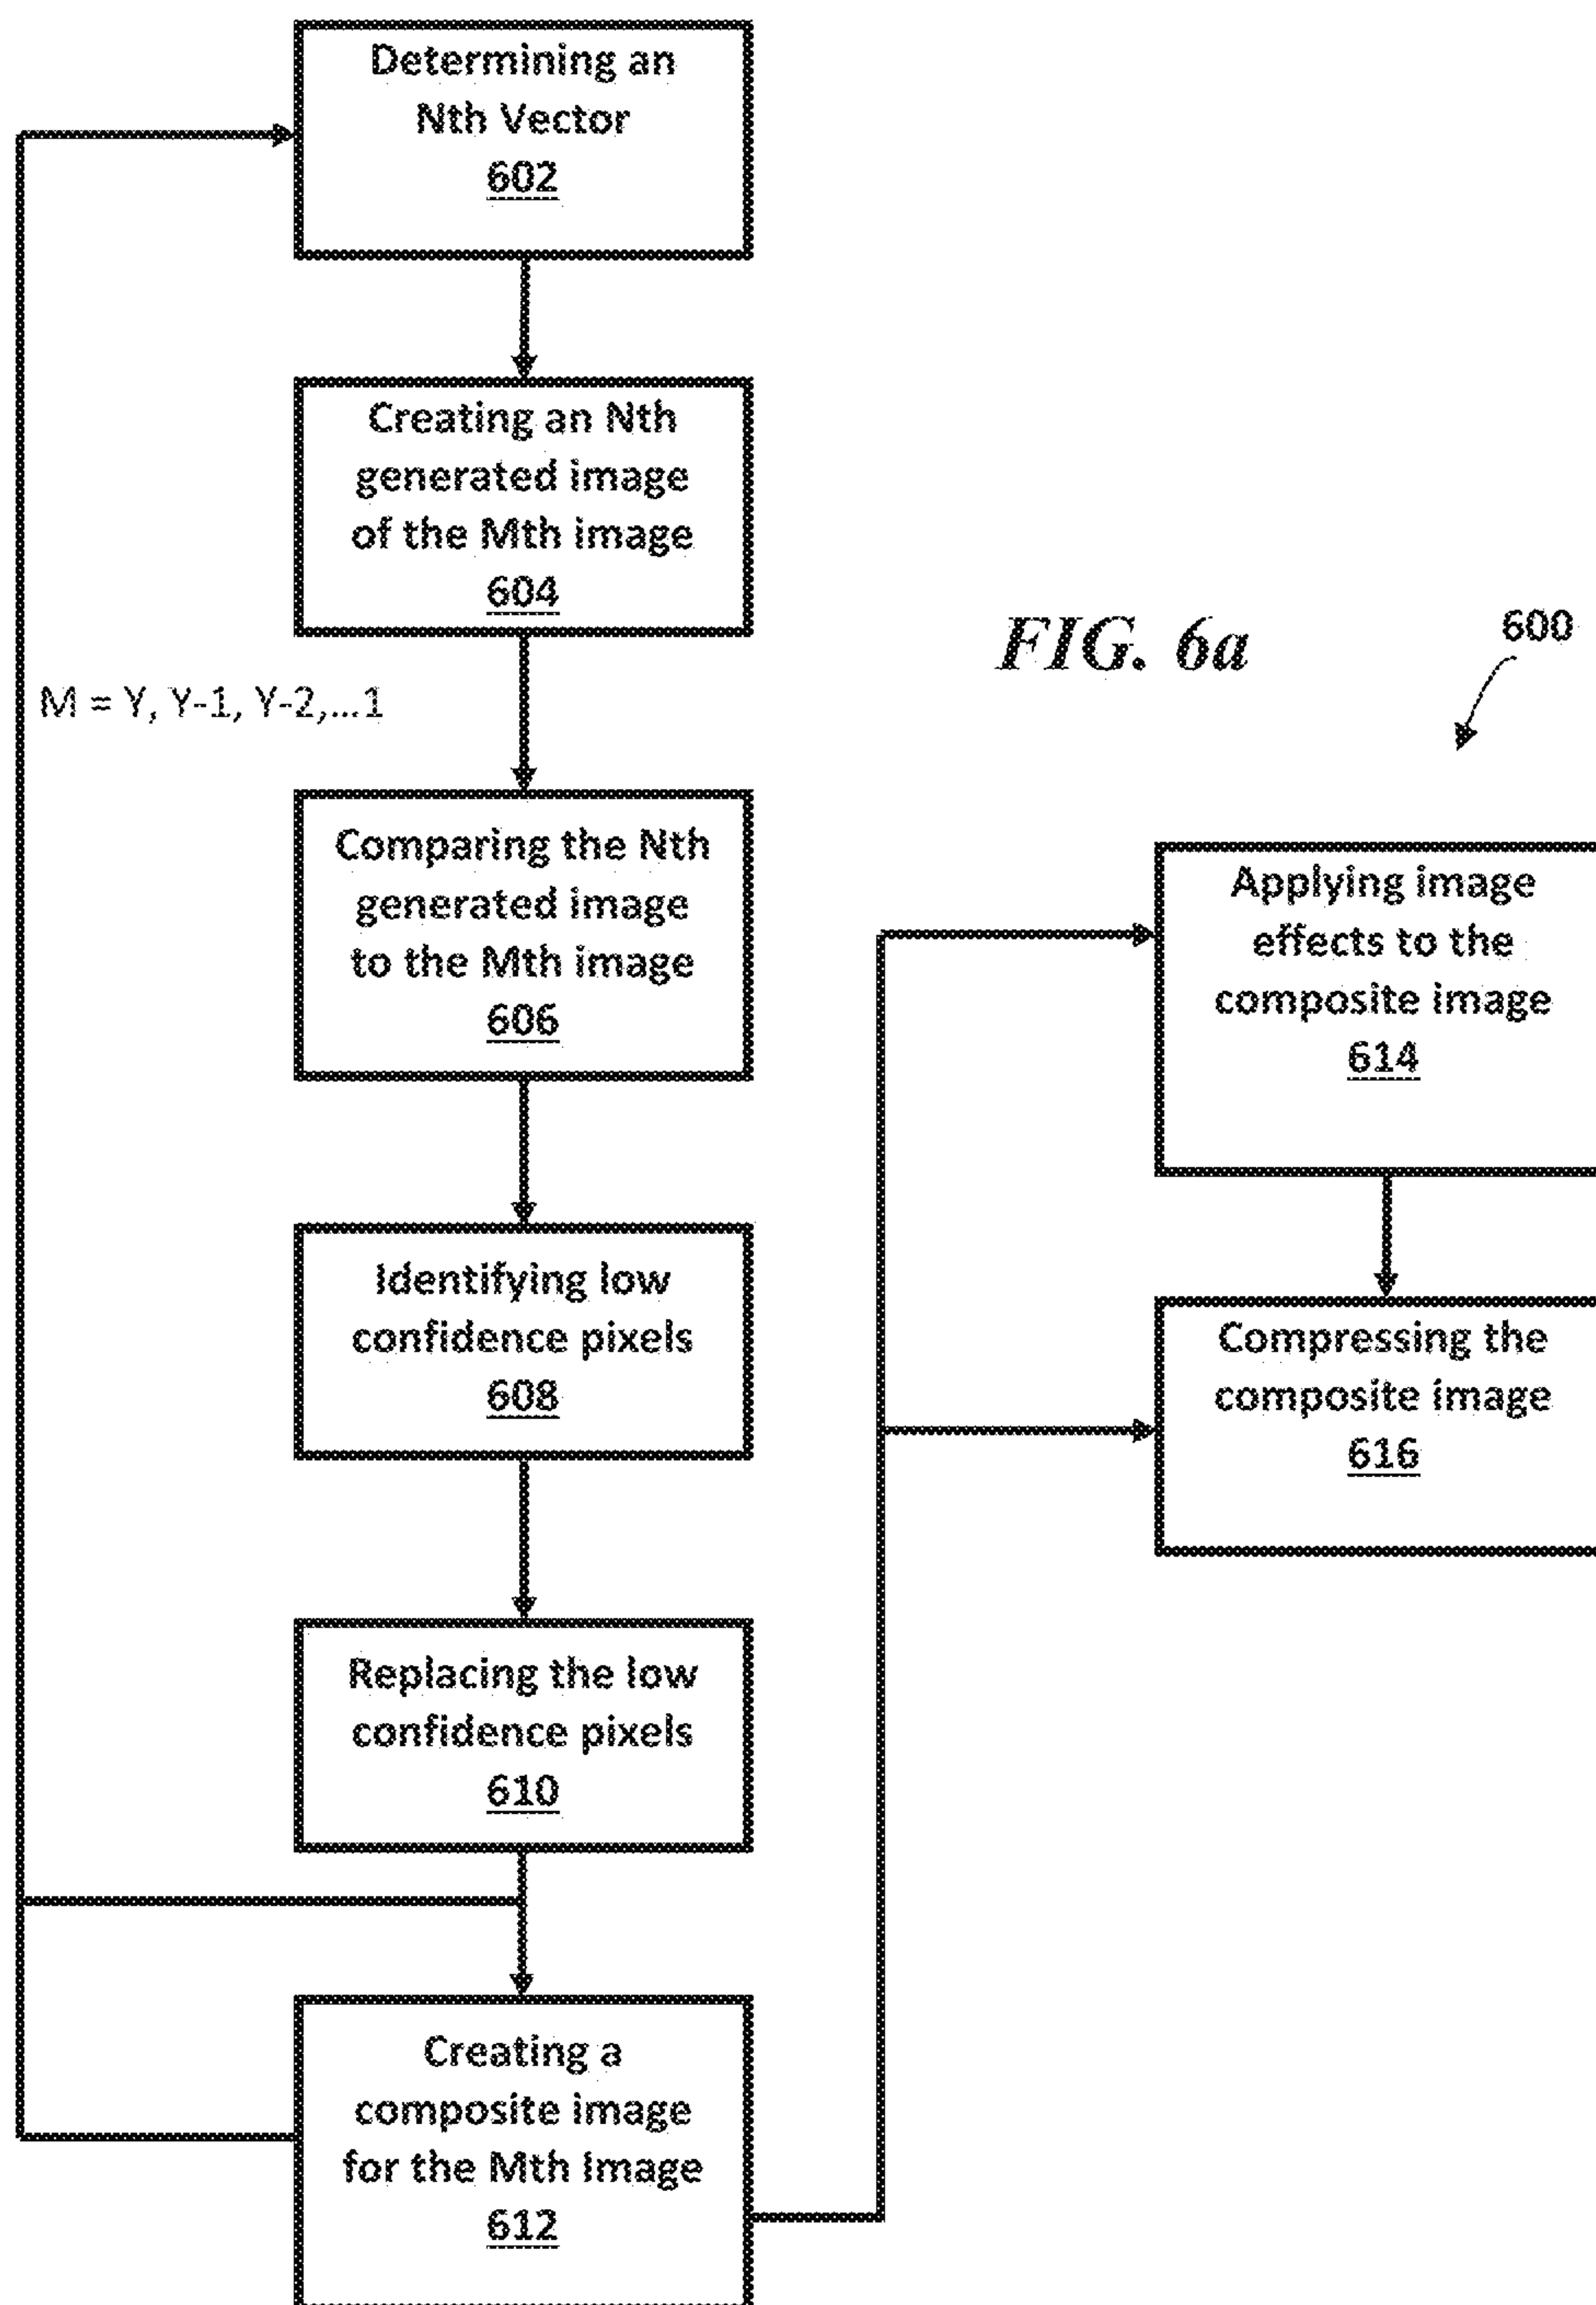 Determining an
Nth Vector
602
Creating an Nth
generated image
of the Mth image
604
M = Y, Y-1, Y-2,...1
Comparing the Nth
generated image
to the Mth image
606
Identifying low
confidence pixels
608
Replacing the low
confidence pixels
610
Creating a
composite image
for the Mth Image
612
FIG. 6a
600
Applying image
effects to the
composite image
614
Compressing the
composite image
616